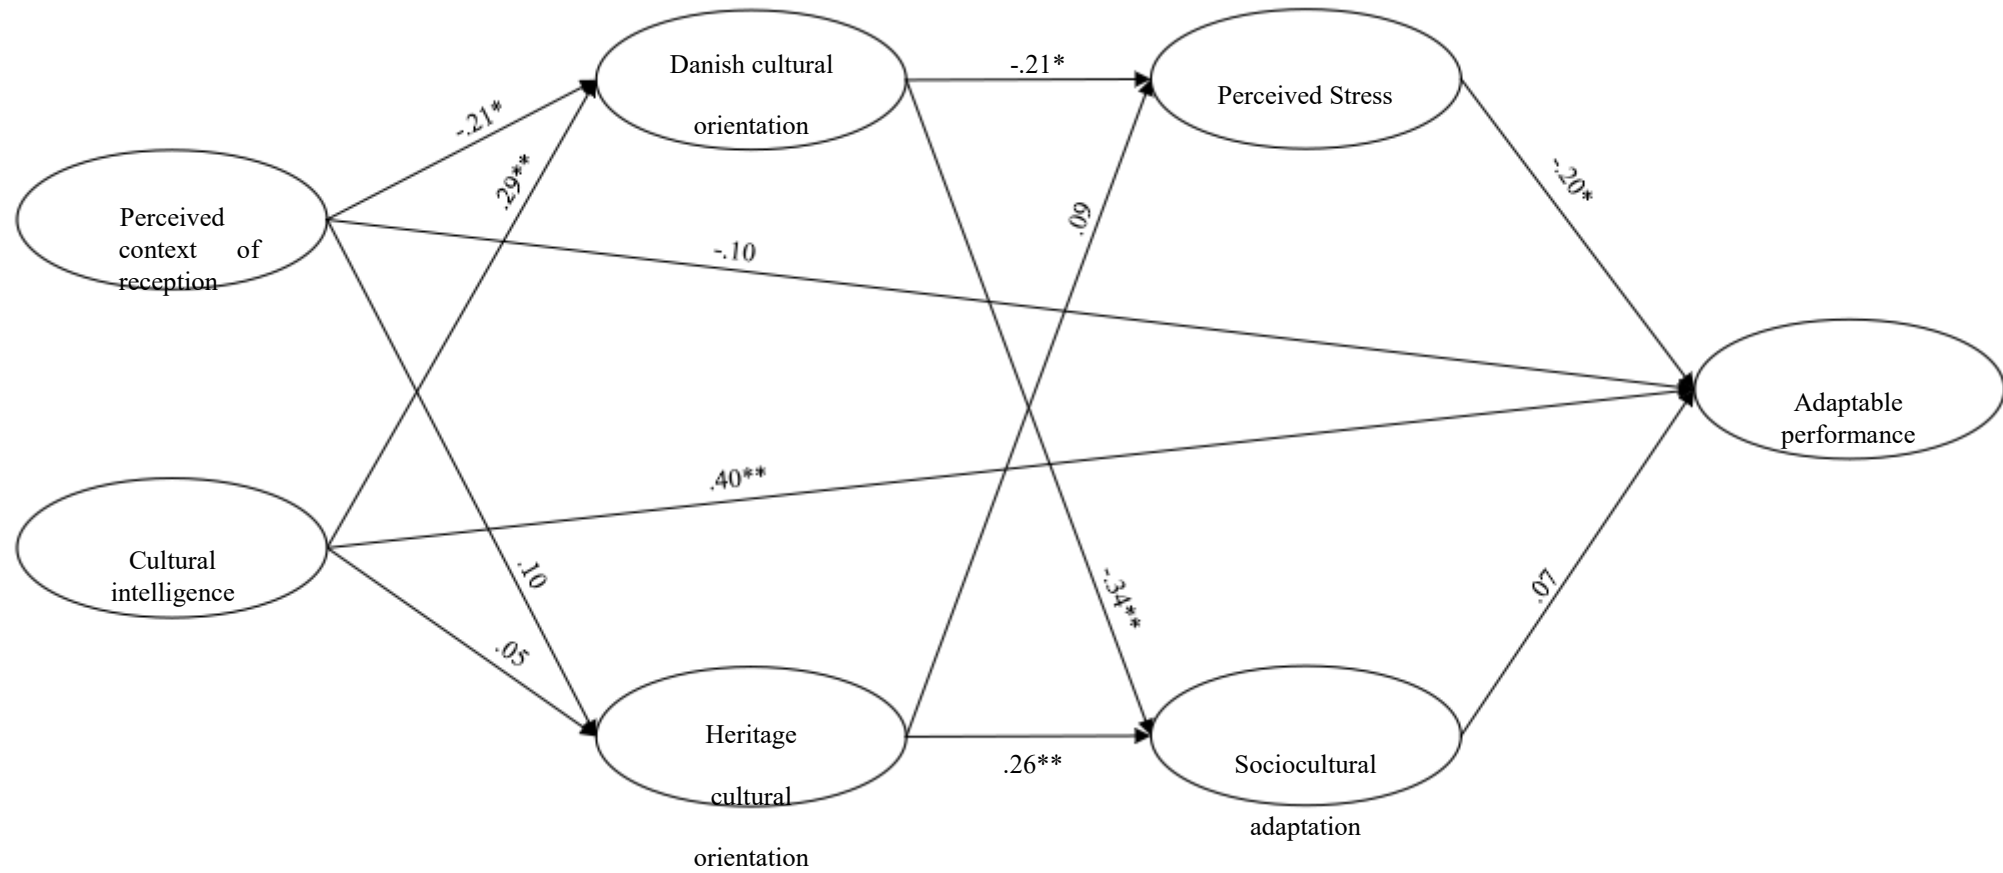 Danish cultural
orientation
-.21*
Perceived Stress
-.21*
.29**
-.20*
Perceived
context of
reception
-.10
.09
Adaptable
performance
.40**
Cultural
intelligence
.10
-.34**
.07
.05
Heritage
cultural
orientation
.26**
Sociocultural
adaptation